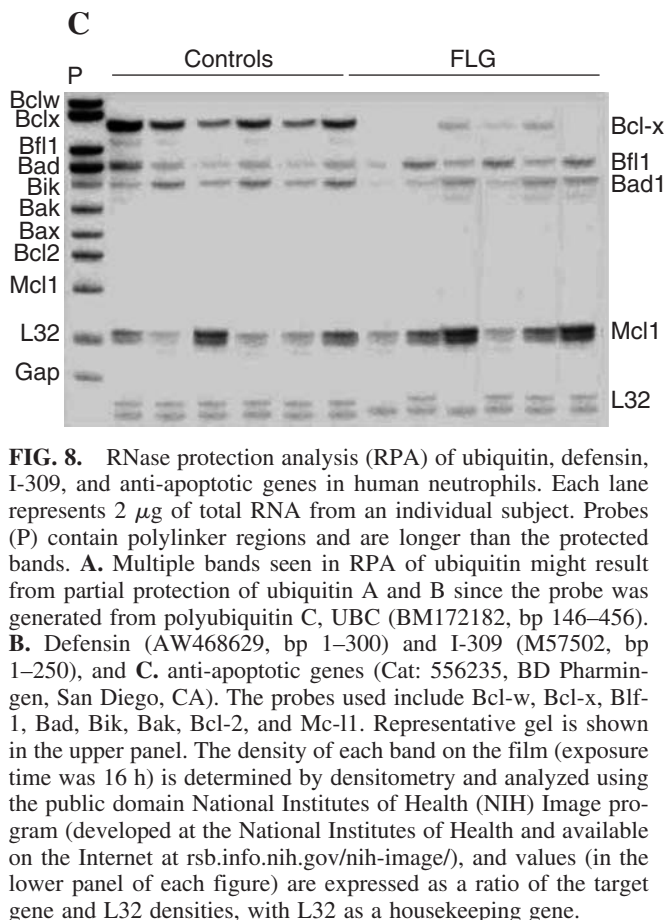 C
Controls FLG
P
Bclw
Bclx
Bfl1
Bad
Bik
Bak
Bax
Bcl2
Mcl1
L32
Gap
Bcl-x
Bfl1
Bad1
Mcl1
L32
FIG. 8. RNase protection analysis (RPA) of ubiquitin, defensin,
I-309, and anti-apoptotic genes in human neutrophils. Each lane
represents 2 μg of total RNA from an individual subject. Probes
(P) contain polylinker regions and are longer than the protected
bands. A. Multiple bands seen in RPA of ubiquitin might result
from partial protection of ubiquitin A and B since the probe was
generated from polyubiquitin C, UBC (BM172182, bp 146–456).
B. Defensin (AW468629, bp 1–300) and I-309 (M57502, bp
1–250), and C. anti-apoptotic genes (Cat: 556235, BD Pharmin-
gen, San Diego, CA). The probes used include Bcl-w, Bcl-x, Blf-
1, Bad, Bik, Bak, Bcl-2, and Mc-l1. Representative gel is shown
in the upper panel. The density of each band on the film (exposure
time was 16 h) is determined by densitometry and analyzed using
the public domain National Institutes of Health (NIH) Image pro-
gram (developed at the National Institutes of Health and available
on the Internet at rsb.info.nih.gov/nih-image/), and values (in the
lower panel of each figure) are expressed as a ratio of the target
gene and L32 densities, with L32 as a housekeeping gene.